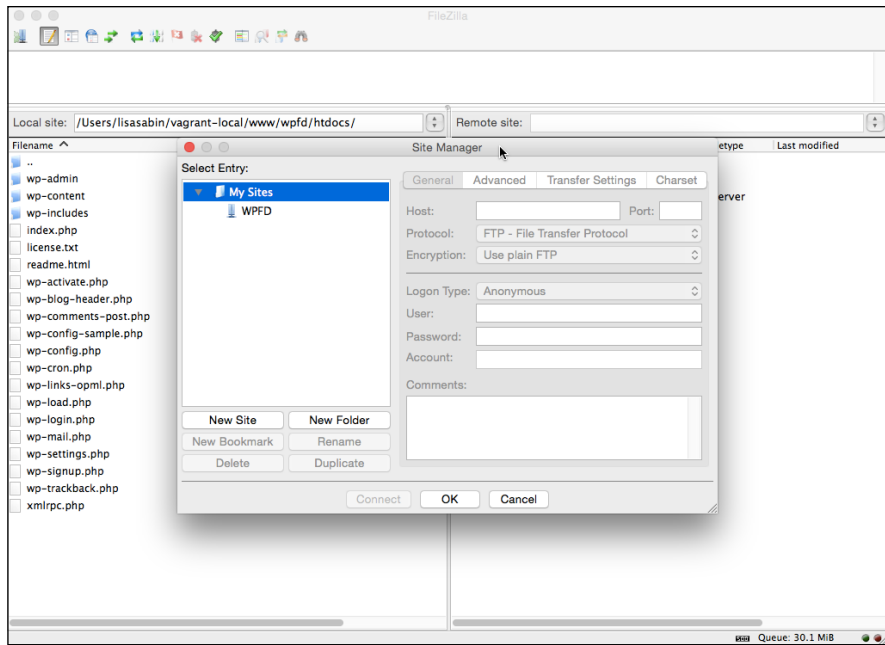 FileZilla
Local site: /Users/lisasabin/vagrant-local/www/wpfd/htdocs/
Remote site:
Filename
..
wp-admin
wp-content
wp-includes
index.php
license.txt
readme.html
wp-activate.php
wp-blog-header.php
wp-comments-post.php
wp-config-sample.php
wp-config.php
wp-cron.php
wp-links-opml.php
wp-load.php
wp-login.php
wp-mail.php
wp-settings.php
wp-signup.php
wp-trackback.php
xmlrpc.php
etype Last modified
erver
Site Manager
Select Entry:
My Sites
WPFD
New Site New Folder
New Bookmark Rename
Delete Duplicate
General Advanced Transfer Settings Charset
Host: Port:
Protocol: FTP - File Transfer Protocol
Encryption: Use plain FTP
Logon Type: Anonymous
User:
Password:
Account:
Comments:
Connect OK Cancel
Queue: 30.1 MiB